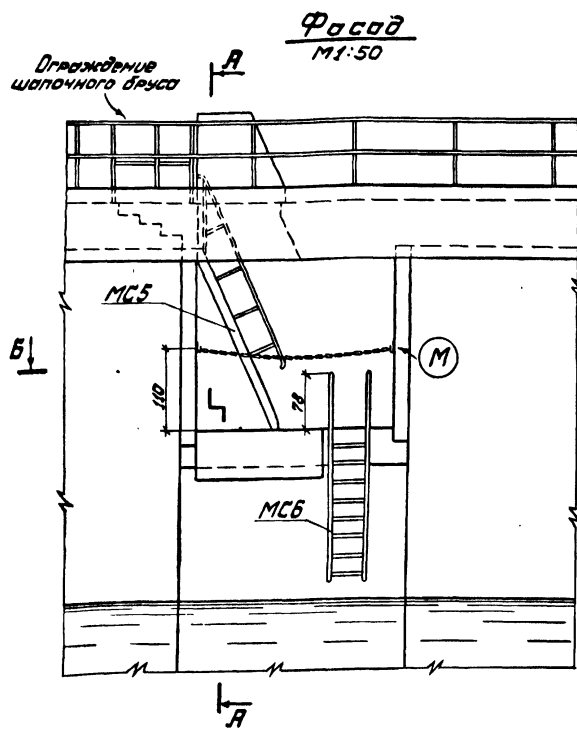 Фасад
М1:50
А
Ограждение
шапочного бруса
МС5
Б
М
110
78
МС6
А